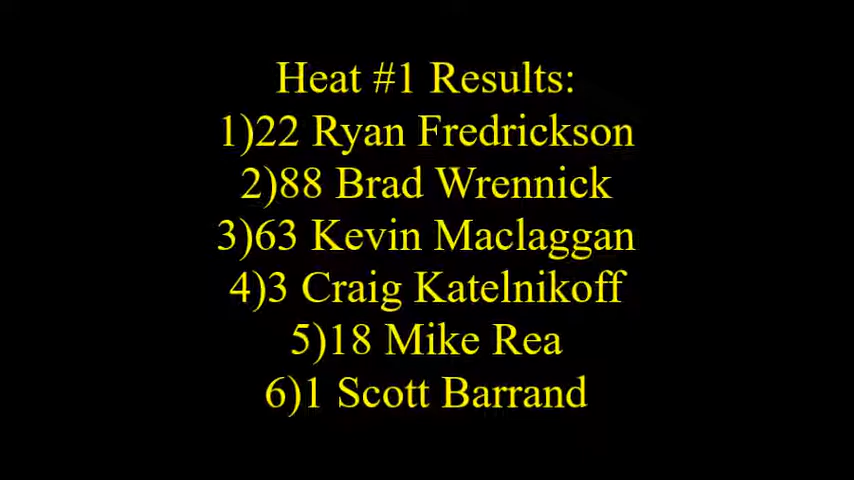 Heat #1 Results:
1)22 Ryan Fredrickson
2)88 Brad Wrennick
3)63 Kevin Maclaggan
4)3 Craig Katelnikoff
5)18 Mike Rea
6)1 Scott Barrand